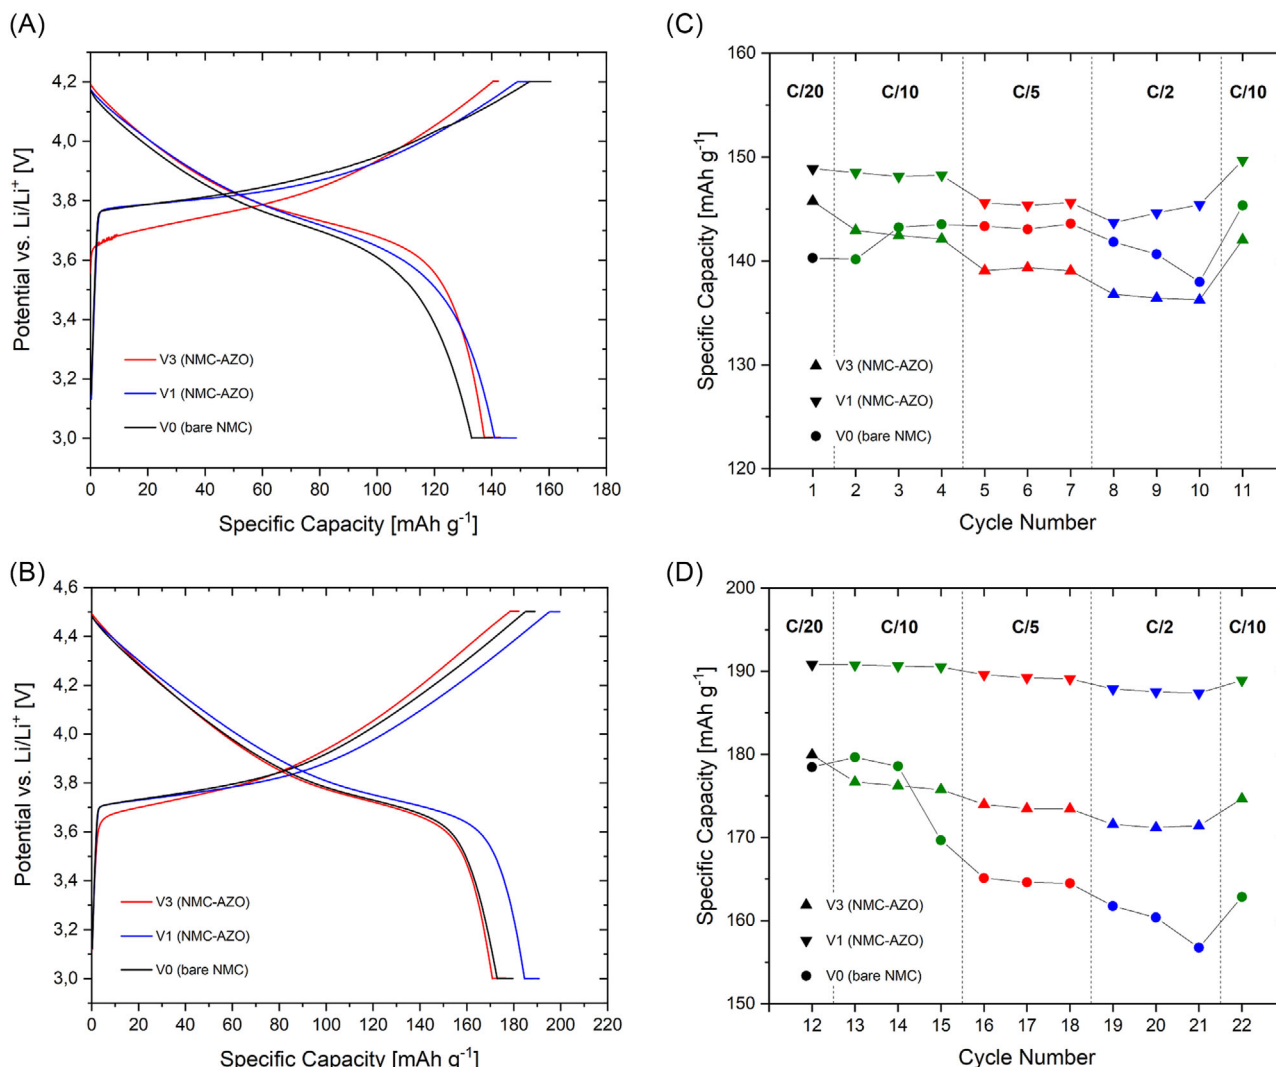 (A)
4,2
4,0
3,8
3,6
3,4
3,2
3,0
Potential vs. Li/Li⁺ [V]
V3 (NMC-AZO)
V1 (NMC-AZO)
V0 (bare NMC)
0 20 40 60 80 100 120 140 160 180
Specific Capacity [mAh g⁻¹]
(C)
160
150
140
130
120
Specific Capacity [mAh g⁻¹]
C/20 C/10 C/5 C/2 C/10
V3 (NMC-AZO)
V1 (NMC-AZO)
V0 (bare NMC)
1 2 3 4 5 6 7 8 9 10 11
Cycle Number
(B)
4,6
4,4
4,2
4,0
3,8
3,6
3,4
3,2
3,0
Potential vs. Li/Li⁺ [V]
V3 (NMC-AZO)
V1 (NMC-AZO)
V0 (bare NMC)
0 20 40 60 80 100 120 140 160 180 200 220
Specific Capacity [mAh g⁻¹]
(D)
200
190
180
170
160
150
Specific Capacity [mAh g⁻¹]
C/20 C/10 C/5 C/2 C/10
V3 (NMC-AZO)
V1 (NMC-AZO)
V0 (bare NMC)
12 13 14 15 16 17 18 19 20 21 22
Cycle Number